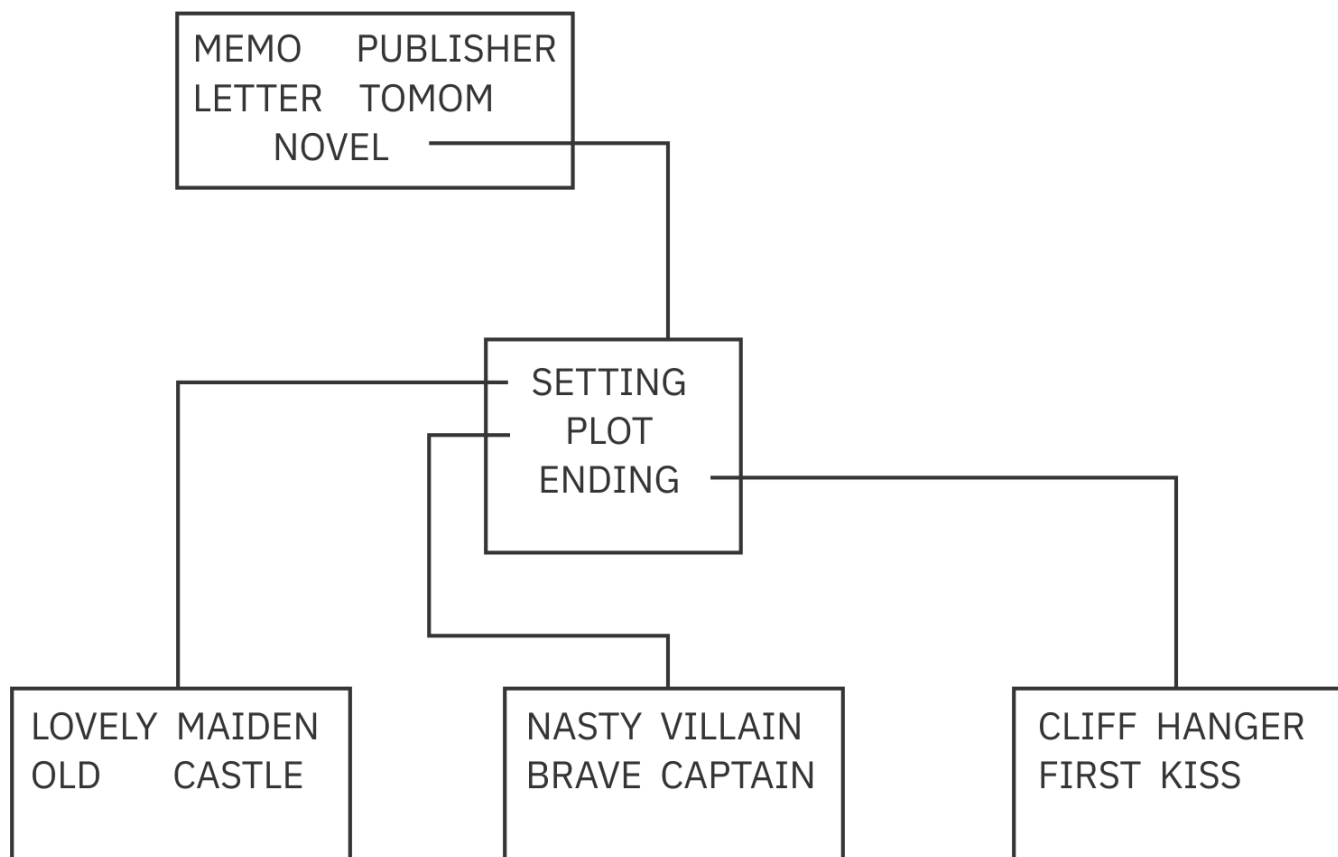 MEMO PUBLISHER
LETTER TOMOM
NOVEL
SETTING
PLOT
ENDING
LOVELY MAIDEN
OLD CASTLE
NASTY VILLAIN
BRAVE CAPTAIN
CLIFF HANGER
FIRST KISS